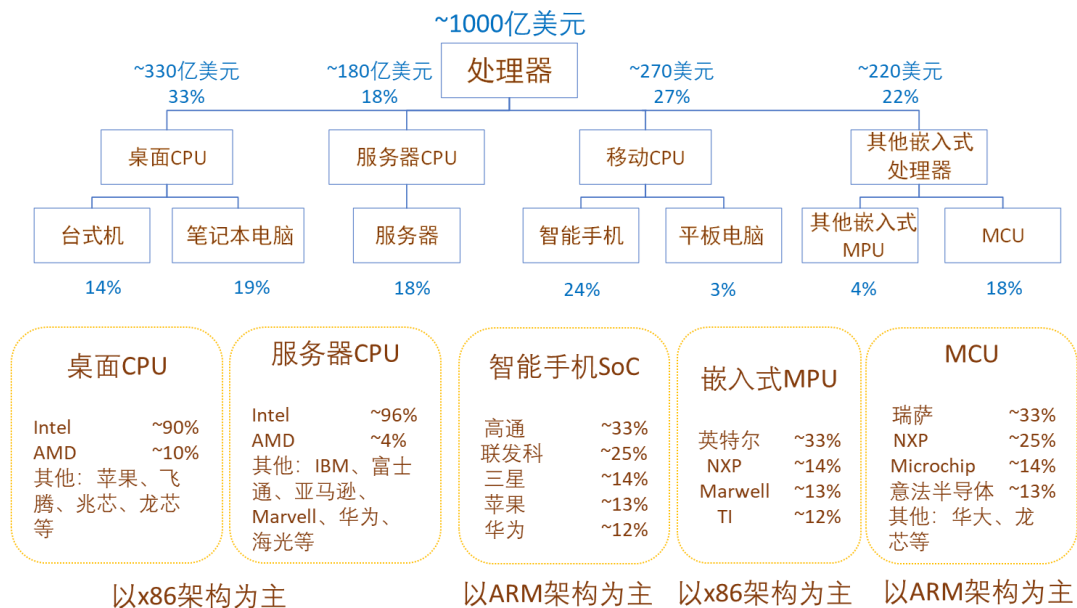 ~1000亿美元
处理器
~330亿美元
33%
~180亿美元
18%
~270美元
27%
~220美元
22%
桌面CPU
服务器CPU
移动CPU
其他嵌入式
处理器
台式机
笔记本电脑
服务器
智能手机
平板电脑
其他嵌入式
MPU
MCU
14%
19%
18%
24%
3%
4%
18%
桌面CPU
Intel ~90%
AMD ~10%
其他：苹果、飞
腾、兆芯、龙芯
等
服务器CPU
Intel ~96%
AMD ~4%
其他：IBM、富士
通、亚马逊、
Marvell、华为、
海光等
以x86架构为主
智能手机SoC
高通 ~33%
联发科 ~25%
三星 ~14%
苹果 ~13%
华为 ~12%
以ARM架构为主
嵌入式MPU
英特尔 ~33%
NXP ~14%
Marwell ~13%
TI ~12%
以x86架构为主
MCU
瑞萨 ~33%
NXP ~25%
Microchip ~14%
意法半导体 ~13%
其他：华大、龙
芯等
以ARM架构为主